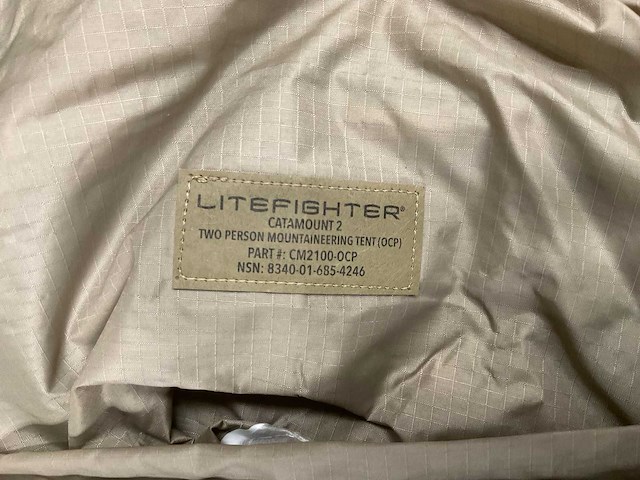 LITEFIGHTER®
CATAMOUNT 2
TWO PERSON MOUNTAINEERING TENT (OCP)
PART #: CM2100-OCP
NSN: 8340-01-685-4246